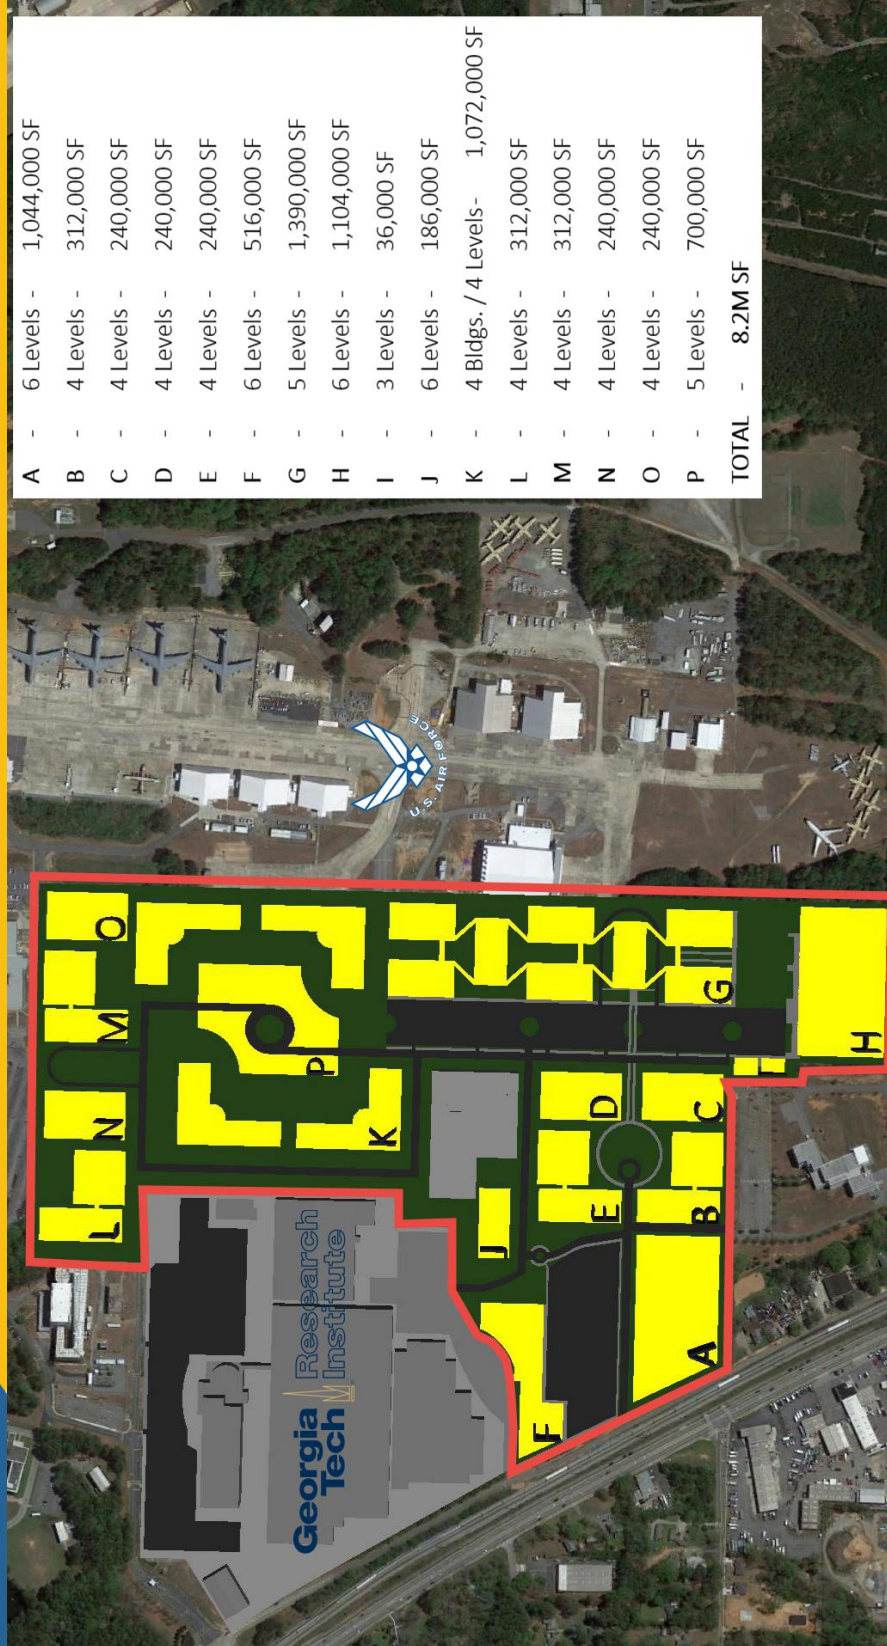 A - 6 Levels - 1,044,000 SF
B - 4 Levels - 312,000 SF
C - 4 Levels - 240,000 SF
D - 4 Levels - 240,000 SF
E - 4 Levels - 240,000 SF
F - 6 Levels - 516,000 SF
G - 5 Levels - 1,390,000 SF
H - 6 Levels - 1,104,000 SF
I - 3 Levels - 36,000 SF
J - 6 Levels - 186,000 SF
K - 4 Bldgs. / 4 Levels- 1,072,000 SF
L - 4 Levels - 312,000 SF
M - 4 Levels - 312,000 SF
N - 4 Levels - 240,000 SF
O - 4 Levels - 240,000 SF
P - 5 Levels - 700,000 SF
TOTAL - 8.2M SF
U.S. AIR FORCE
L
N
M
O
K
P
Georgia
Tech
Research
Institute
J
F
E
D
G
A
B
C
I
H